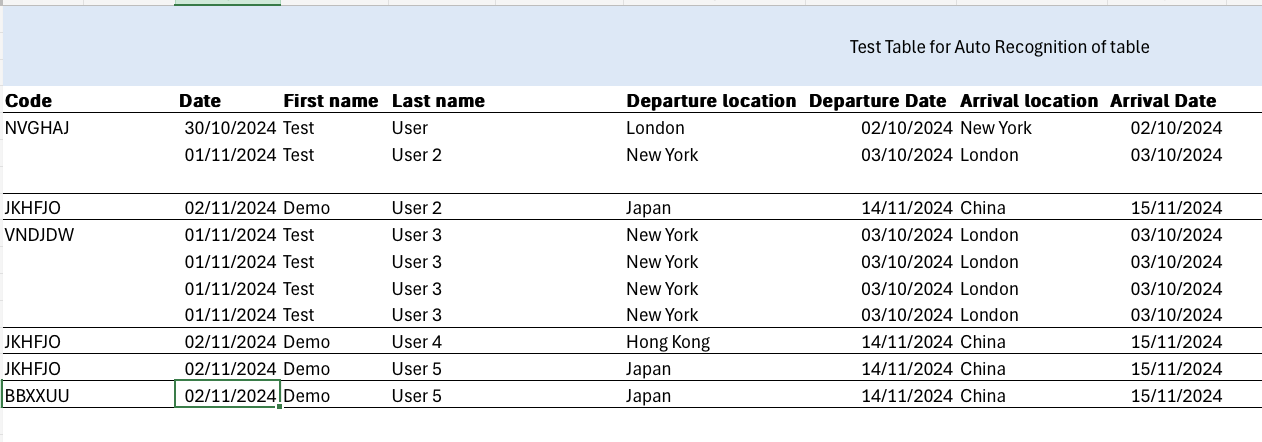 Test Table for Auto Recognition of table
Code Date First name Last name Departure location Departure Date Arrival location Arrival Date
NVGHAJ 30/10/2024 Test User London 02/10/2024 New York 02/10/2024
01/11/2024 Test User 2 New York 03/10/2024 London 03/10/2024
JKHFJO 02/11/2024 Demo User 2 Japan 14/11/2024 China 15/11/2024
VNDJDW 01/11/2024 Test User 3 New York 03/10/2024 London 03/10/2024
01/11/2024 Test User 3 New York 03/10/2024 London 03/10/2024
01/11/2024 Test User 3 New York 03/10/2024 London 03/10/2024
01/11/2024 Test User 3 New York 03/10/2024 London 03/10/2024
JKHFJO 02/11/2024 Demo User 4 Hong Kong 14/11/2024 China 15/11/2024
JKHFJO 02/11/2024 Demo User 5 Japan 14/11/2024 China 15/11/2024
BBXXUU 02/11/2024 Demo User 5 Japan 14/11/2024 China 15/11/2024